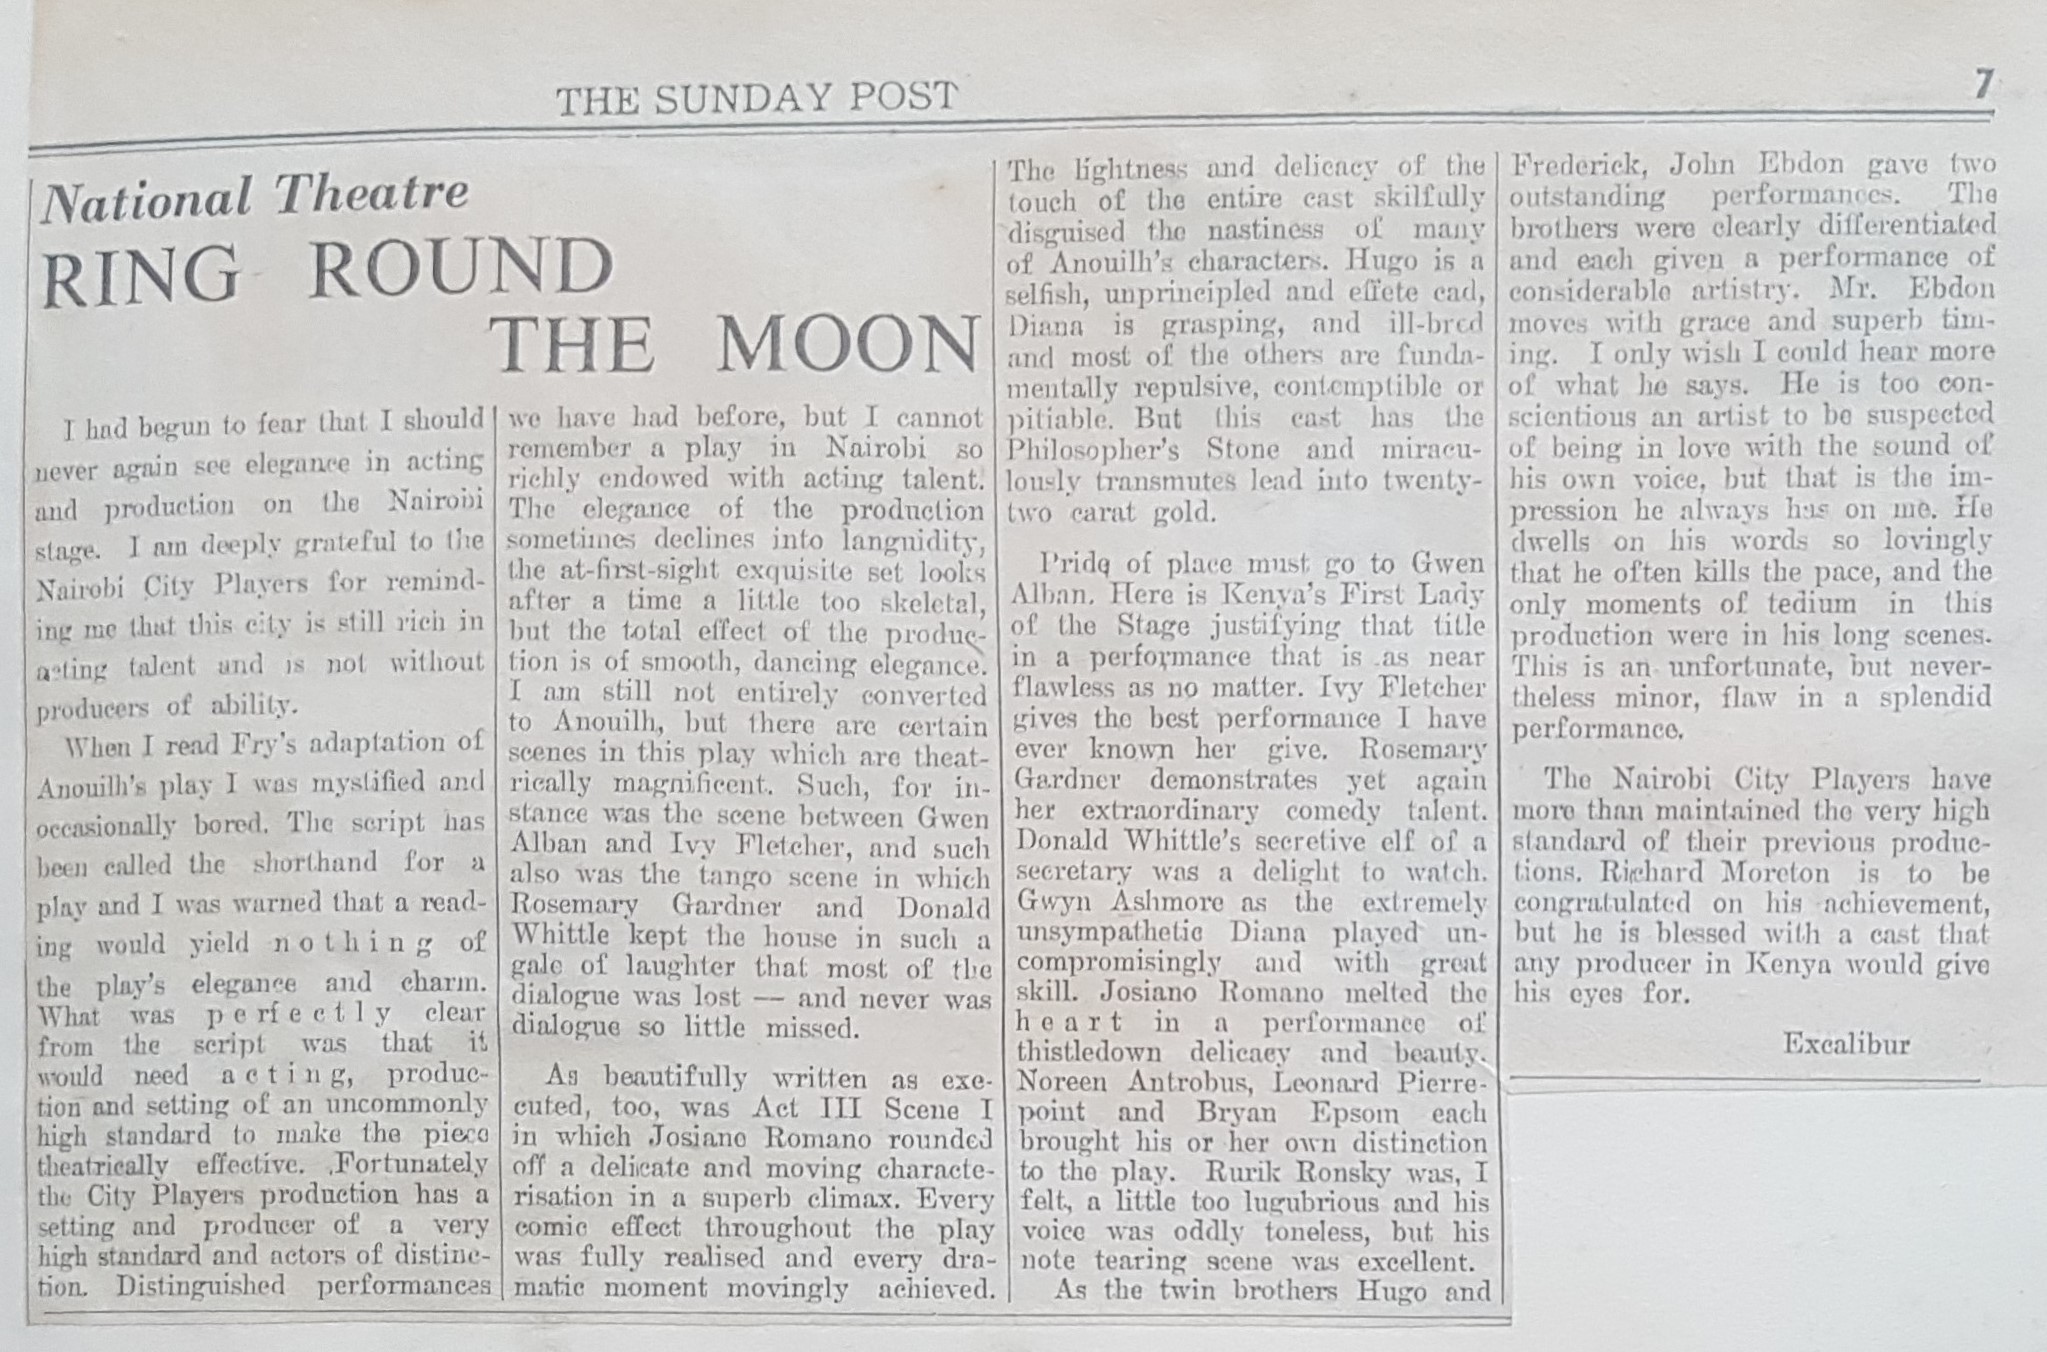 THE SUNDAY POST
7
National Theatre
RING ROUND
THE MOON
I had begun to fear that I should
never again see elegance in acting
and production on the Nairobi
stage. I am deeply grateful to the
Nairobi City Players for remind-
ing me that this city is still rich in
acting talent and is not without
producers of ability.
When I read Fry's adaptation of
Anouilh's play I was mystified and
occasionally bored. The script has
been called the shorthand for a
play and I was warned that a read-
ing would yield nothing of
the play's elegance and charm.
What was perfectly clear
from the script was that it
would need acting, produc-
tion and setting of an uncommonly
high standard to make the piece
theatrically effective. Fortunately
the City Players production has a
setting and producer of a very
high standard and actors of distinc-
tion. Distinguished performances
we have had before, but I cannot
remember a play in Nairobi so
richly endowed with acting talent.
The elegance of the production
sometimes declines into languidity,
the at-first-sight exquisite set looks
after a time a little too skeletal,
but the total effect of the produc-
tion is of smooth, dancing elegance.
I am still not entirely converted
to Anouilh, but there are certain
scenes in this play which are theat-
rically magnificent. Such, for in-
stance was the scene between Gwen
Alban and Ivy Fletcher, and such
also was the tango scene in which
Rosemary Gardner and Donald
Whittle kept the house in such a
gale of laughter that most of the
dialogue was lost — and never was
dialogue so little missed.
As beautifully written as exe-
cuted, too, was Act III Scene I
in which Josiane Romano rounded
off a delicate and moving characte-
risation in a superb climax. Every
comic effect throughout the play
was fully realised and every dra-
matic moment movingly achieved.
The lightness and delicacy of the
touch of the entire cast skilfully
disguised the nastiness of many
of Anouilh's characters. Hugo is a
selfish, unprincipled and effete cad,
Diana is grasping, and ill-bred
and most of the others are funda-
mentally repulsive, contemptible or
pitiable. But this cast has the
Philosopher's Stone and miracu-
lously transmutes lead into twenty-
two carat gold.
Pride of place must go to Gwen
Alban. Here is Kenya's First Lady
of the Stage justifying that title
in a performance that is as near
flawless as no matter. Ivy Fletcher
gives the best performance I have
ever known her give. Rosemary
Gardner demonstrates yet again
her extraordinary comedy talent.
Donald Whittle's secretive elf of a
secretary was a delight to watch.
Gwyn Ashmore as the extremely
unsympathetic Diana played un-
compromisingly and with great
skill. Josiano Romano melted the
heart in a performance of
thistledown delicacy and beauty.
Noreen Antrobus, Leonard Pierre-
point and Bryan Epsom each
brought his or her own distinction
to the play. Rurik Ronsky was, I
felt, a little too lugubrious and his
voice was oddly toneless, but his
note tearing scene was excellent.
As the twin brothers Hugo and
Frederick, John Ebdon gave two
outstanding performances. The
brothers were clearly differentiated
and each given a performance of
considerable artistry. Mr. Ebdon
moves with grace and superb tim-
ing. I only wish I could hear more
of what he says. He is too con-
scientious an artist to be suspected
of being in love with the sound of
his own voice, but that is the im-
pression he always has on me. He
dwells on his words so lovingly
that he often kills the pace, and the
only moments of tedium in this
production were in his long scenes.
This is an unfortunate, but never-
theless minor, flaw in a splendid
performance.
The Nairobi City Players have
more than maintained the very high
standard of their previous produc-
tions. Richard Moreton is to be
congratulated on his achievement,
but he is blessed with a cast that
any producer in Kenya would give
his eyes for.
Excalibur